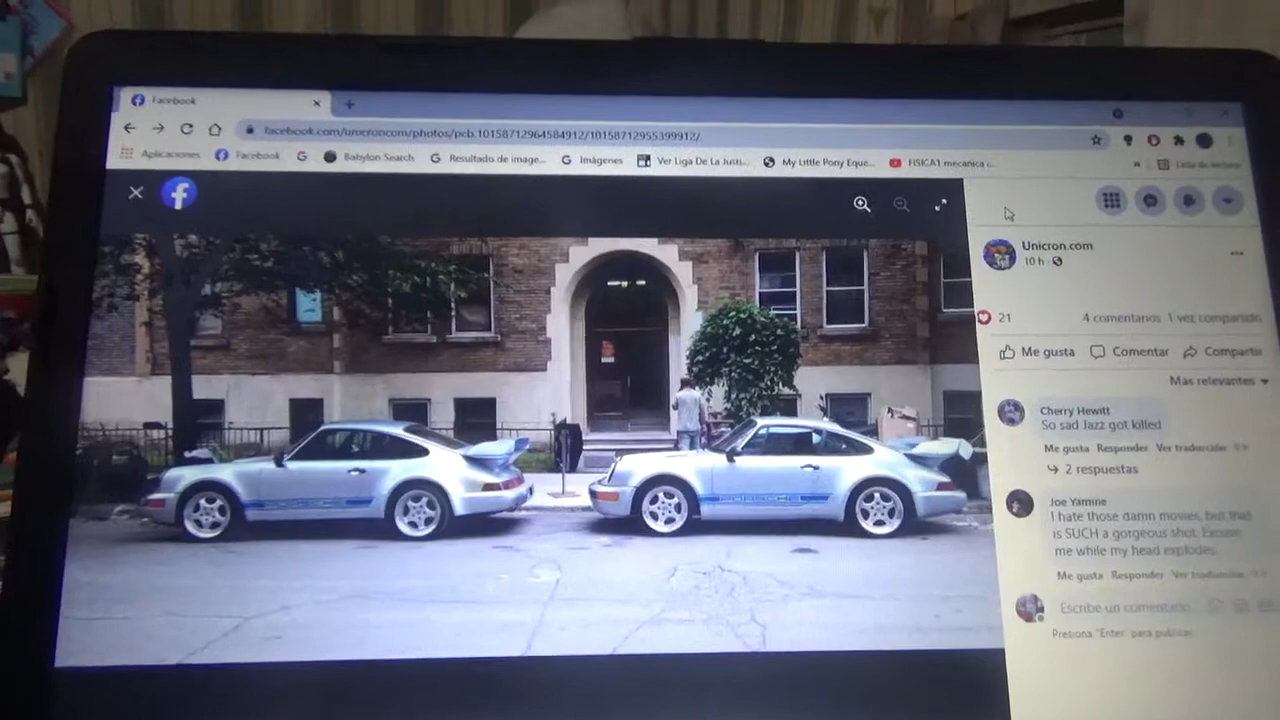 Facebook
facebook.com/unicroncom/photos/pcb.10158712964584912/10158712955399912/
Aplicaciones Facebook Babylon Search Resultado de image... Imágenes Ver Liga De La Justi... My Little Pony Eque... FISICA1 mecanica c... » Lista de lectura
Unicron.com
10 h
21 4 comentarios 1 vez compartido
Me gusta Comentar Compartir
Más relevantes
Cherry Hewitt
So sad Jazz got killed
Me gusta Responder Ver traducción
2 respuestas
Joe Yamine
I hate those damn movies, but that
is SUCH a gorgeous shot. Excuse
me while my head explodes.
Me gusta Responder Ver traducción
Escribe un comentario
Presiona "Enter" para publicar.
PORSCHE
PORSCHE